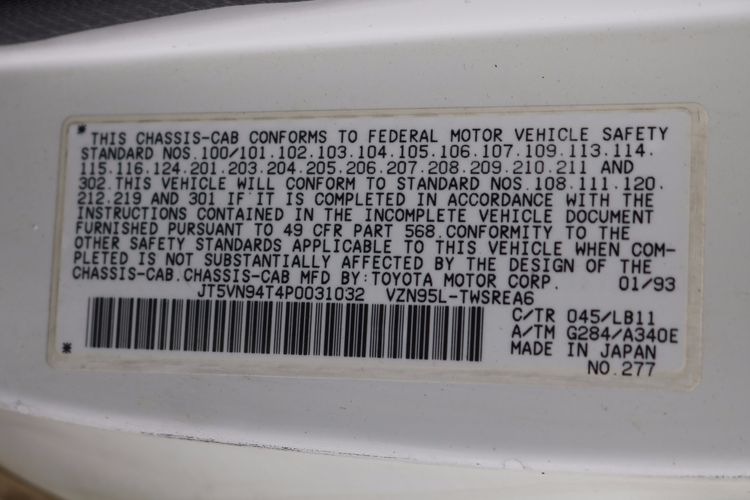 * THIS CHASSIS-CAB CONFORMS TO FEDERAL MOTOR VEHICLE SAFETY
STANDARD NOS.100/101.102.103.104.105.106.107.109.113.114.
115.116.124.201.203.204.205.206.207.208.209.210.211 AND
302.THIS VEHICLE WILL CONFORM TO STANDARD NOS.108.111.120.
212.219 AND 301 IF IT IS COMPLETED IN ACCORDANCE WITH THE
INSTRUCTIONS CONTAINED IN THE INCOMPLETE VEHICLE DOCUMENT
FURNISHED PURSUANT TO 49 CFR PART 568.CONFORMITY TO THE
OTHER SAFETY STANDARDS APPLICABLE TO THIS VEHICLE WHEN COM-
PLETED IS NOT SUBSTANTIALLY AFFECTED BY THE DESIGN OF THE
CHASSIS-CAB.CHASSIS-CAB MFD BY:TOYOTA MOTOR CORP. 01/93
JT5VN94T4P0031032 VZN95L-TWSREA6
C/TR 045/LB11
A/TM G284/A340E
MADE IN JAPAN
* NO.277